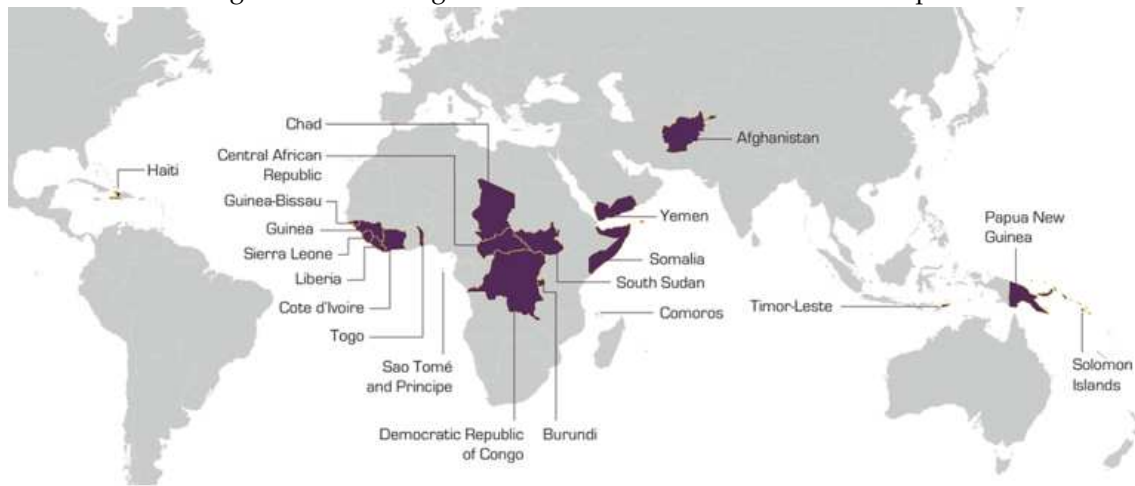 Chad
Central African
Republic
Haiti
Guinea-Bissau
Guinea
Sierra Leone
Liberia
Cote d'Ivoire
Togo
Sao Tomé
and Principe
Democratic Republic
of Congo
Burundi
Afghanistan
Yemen
Somalia
South Sudan
Comoros
Timor-Leste
Papua New
Guinea
Solomon
Islands